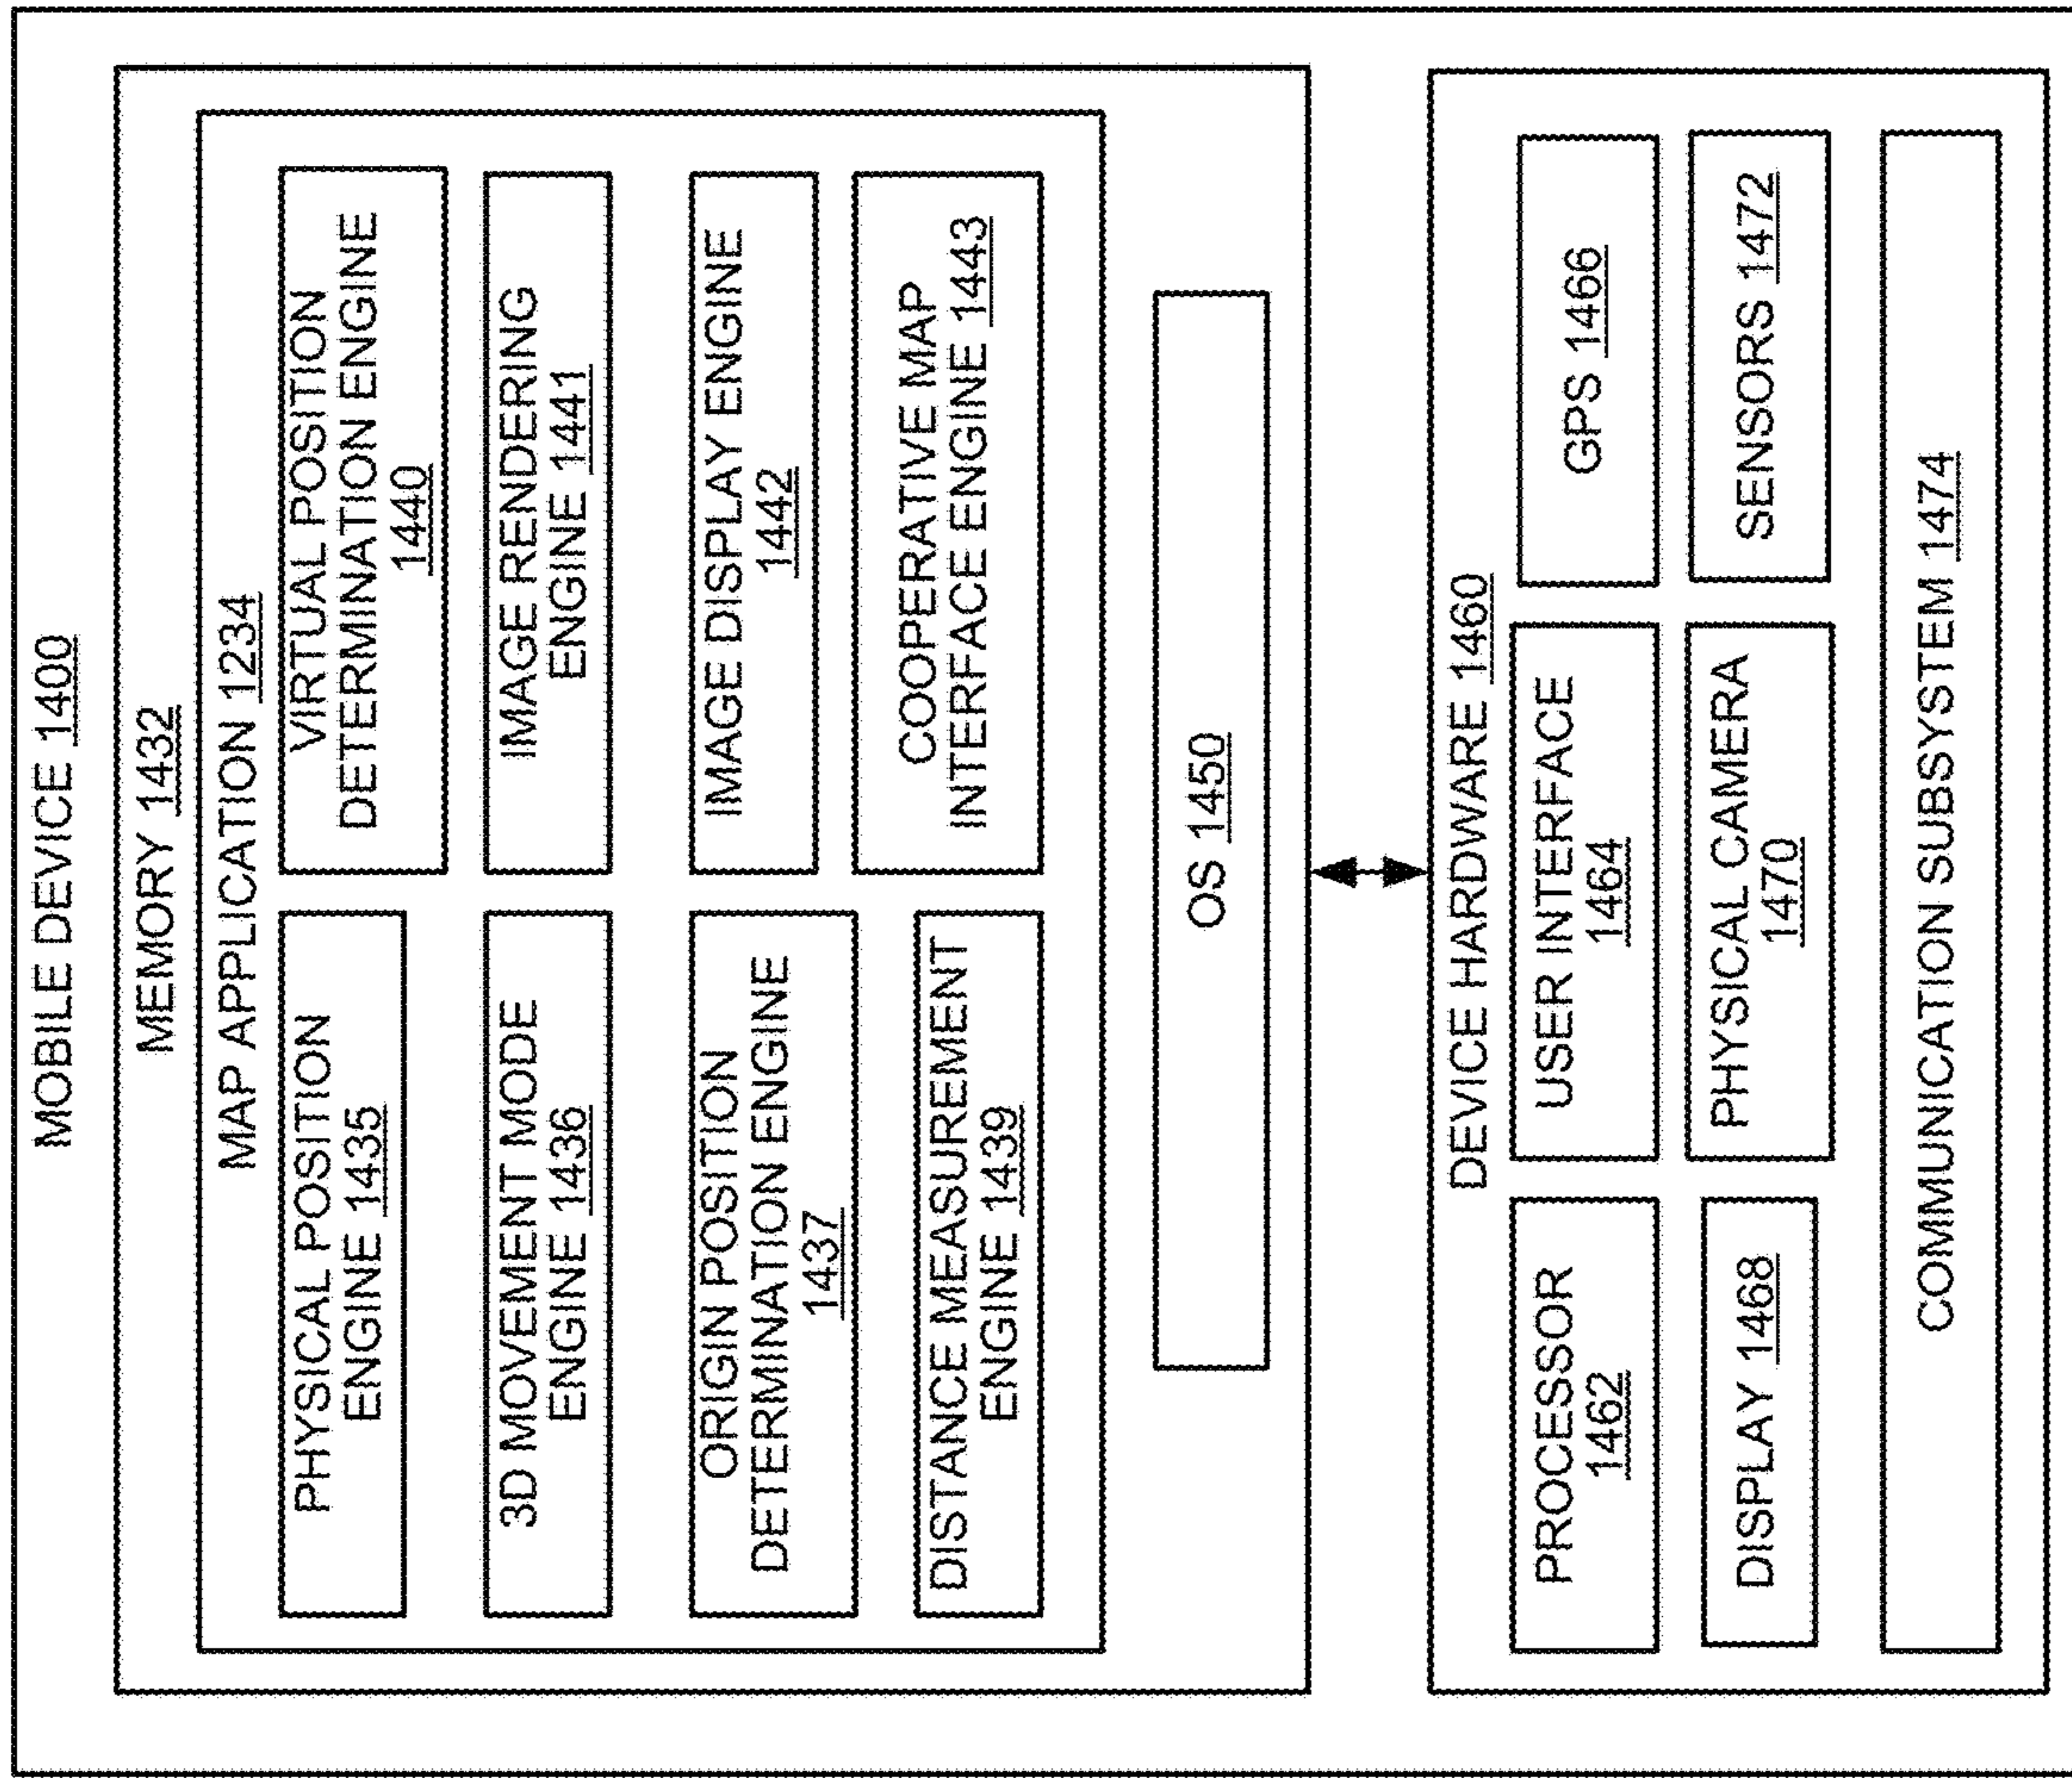 MOBILE DEVICE 1400
MEMORY 1432
MAP APPLICATION 1234
PHYSICAL POSITION
ENGINE 1435
VIRTUAL POSITION
DETERMINATION ENGINE
1440
3D MOVEMENT MODE
ENGINE 1436
IMAGE RENDERING
ENGINE 1441
ORIGIN POSITION
DETERMINATION ENGINE
1437
IMAGE DISPLAY ENGINE
1442
DISTANCE MEASUREMENT
ENGINE 1439
COOPERATIVE MAP
INTERFACE ENGINE 1443
OS 1450
DEVICE HARDWARE 1460
PROCESSOR
1462
USER INTERFACE
1464
GPS 1466
DISPLAY 1468
PHYSICAL CAMERA
1470
SENSORS 1472
COMMUNICATION SUBSYSTEM 1474